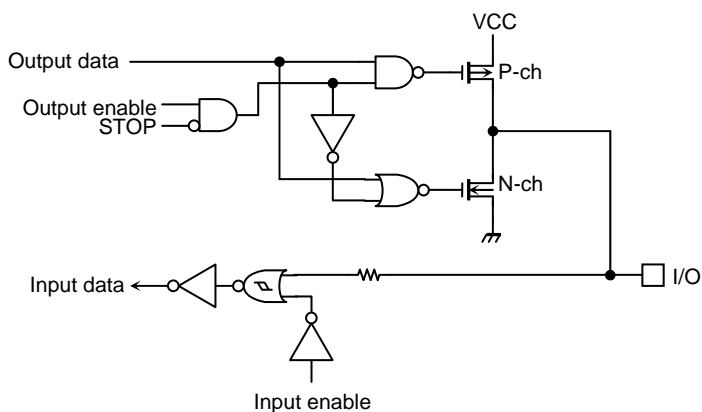 VCC
Output data
P-ch
Output enable
STOP
N-ch
Input data
I/O
Input enable